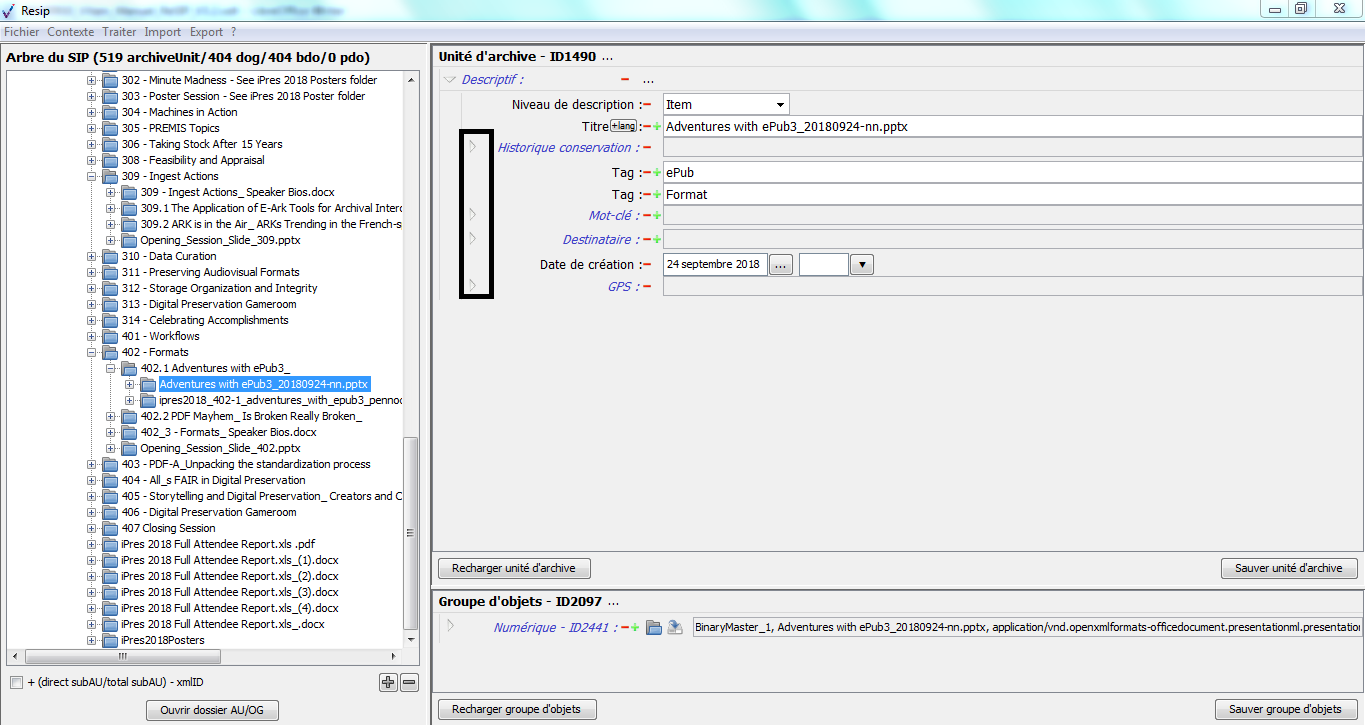 Resip
Fichier Contexte Traiter Import Export ?
Arbre du SIP (519 archiveUnit/404 dog/404 bdo/0 pdo)
302 - Minute Madness - See iPres 2018 Posters folder
303 - Poster Session - See iPres 2018 Poster folder
304 - Machines in Action
305 - PREMIS Topics
306 - Taking Stock After 15 Years
308 - Feasibility and Appraisal
309 - Ingest Actions
309 - Ingest Actions_ Speaker Bios.docx
309.1 The Application of E-Ark Tools for Archival Interc
309.2 ARK is in the Air_ ARKs Trending in the French-s
Opening_Session_Slide_309.pptx
310 - Data Curation
311 - Preserving Audiovisual Formats
312 - Storage Organization and Integrity
313 - Digital Preservation Gameroom
314 - Celebrating Accomplishments
401 - Workflows
402 - Formats
402.1 Adventures with ePub3_
Adventures with ePub3_20180924-nn.pptx
ipres2018_402-1_adventures_with_epub3_pennoc
402.2 PDF Mayhem_ Is Broken Really Broken_
402_3 - Formats_ Speaker Bios.docx
Opening_Session_Slide_402.pptx
403 - PDF-A_Unpacking the standardization process
404 - All_s FAIR in Digital Preservation
405 - Storytelling and Digital Preservation_ Creators and C
406 - Digital Preservation Gameroom
407 Closing Session
iPres 2018 Full Attendee Report.xls .pdf
iPres 2018 Full Attendee Report.xls_(1).docx
iPres 2018 Full Attendee Report.xls_(2).docx
iPres 2018 Full Attendee Report.xls_(3).docx
iPres 2018 Full Attendee Report.xls_(4).docx
iPres 2018 Full Attendee Report.xls_.docx
iPres2018Posters
+ (direct subAU/total subAU) - xmlID
Ouvrir dossier AU/OG
Unité d'archive - ID1490 ...
Descriptif : ...
Niveau de description : Item
Titre +lang : Adventures with ePub3_20180924-nn.pptx
Historique conservation :
Tag : ePub
Tag : Format
Mot-clé :
Destinataire :
Date de création : 24 septembre 2018 ...
GPS :
Recharger unité d'archive Sauver unité d'archive
Groupe d'objets - ID2097 ...
Numérique - ID2441 : BinaryMaster_1, Adventures with ePub3_20180924-nn.pptx, application/vnd.openxmlformats-officedocument.presentationml.presentation
Recharger groupe d'objets Sauver groupe d'objets